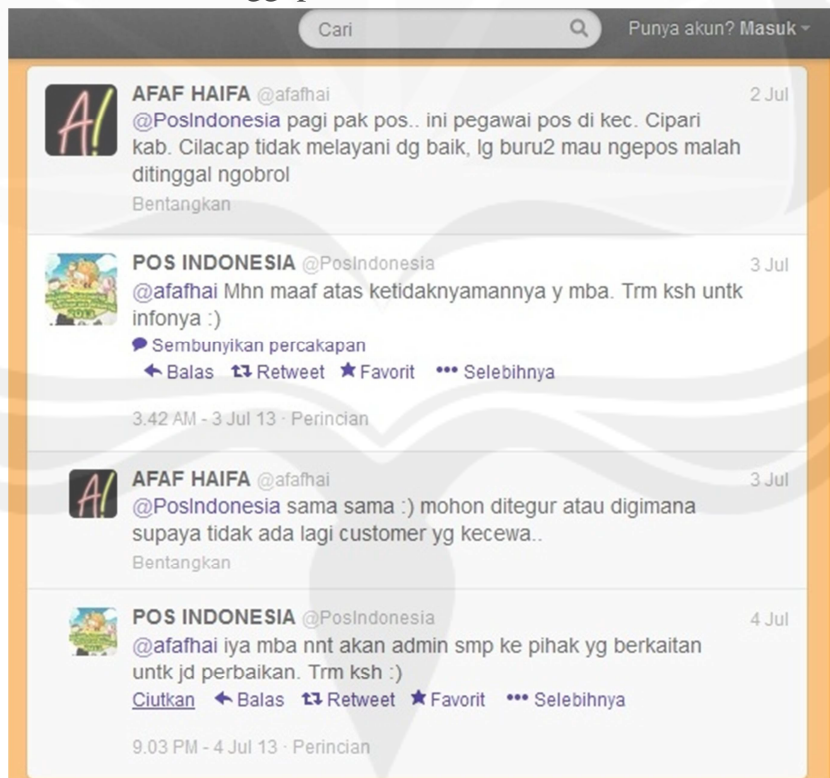 Cari Punya akun? Masuk
AFAF HAIFA @afafhai 2 Jul
@PosIndonesia pagi pak pos.. ini pegawai pos di kec. Cipari
kab. Cilacap tidak melayani dg baik, lg buru2 mau ngepos malah
ditinggal ngobrol
Bentangkan
POS INDONESIA @PosIndonesia 3 Jul
@afafhai Mhn maaf atas ketidaknyamannya y mba. Trm ksh untk
infonya :)
Sembunyikan percakapan
Balas Retweet Favorit ••• Selebihnya
3.42 AM - 3 Jul 13 · Perincian
AFAF HAIFA @afafhai 3 Jul
@PosIndonesia sama sama :) mohon ditegur atau digimana
supaya tidak ada lagi customer yg kecewa..
Bentangkan
POS INDONESIA @PosIndonesia 4 Jul
@afafhai iya mba nnt akan admin smp ke pihak yg berkaitan
untk jd perbaikan. Trm ksh :)
Ciutkan Balas Retweet Favorit ••• Selebihnya
9.03 PM - 4 Jul 13 · Perincian